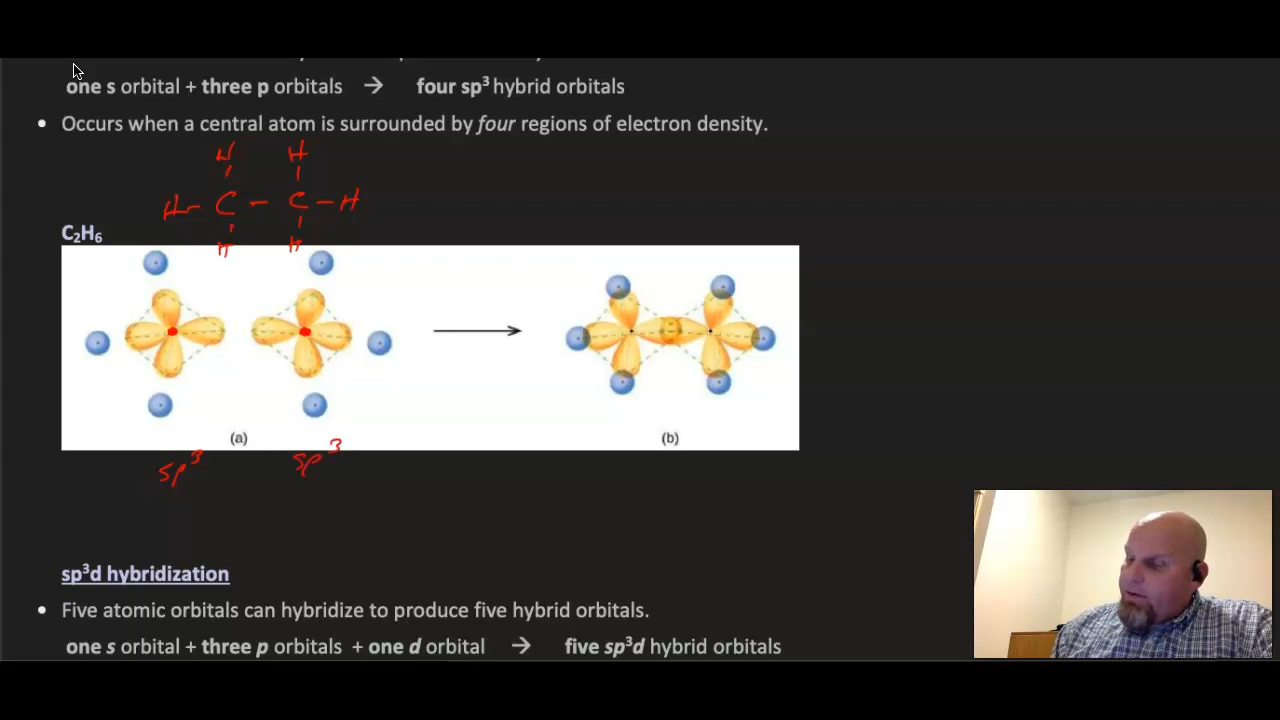 one s orbital + three p orbitals → four sp³ hybrid orbitals
• Occurs when a central atom is surrounded by four regions of electron density.
H H
H - C - C - H
H H
C₂H₆
(a) (b)
sp³ sp³
sp³d hybridization
• Five atomic orbitals can hybridize to produce five hybrid orbitals.
one s orbital + three p orbitals + one d orbital → five sp³d hybrid orbitals